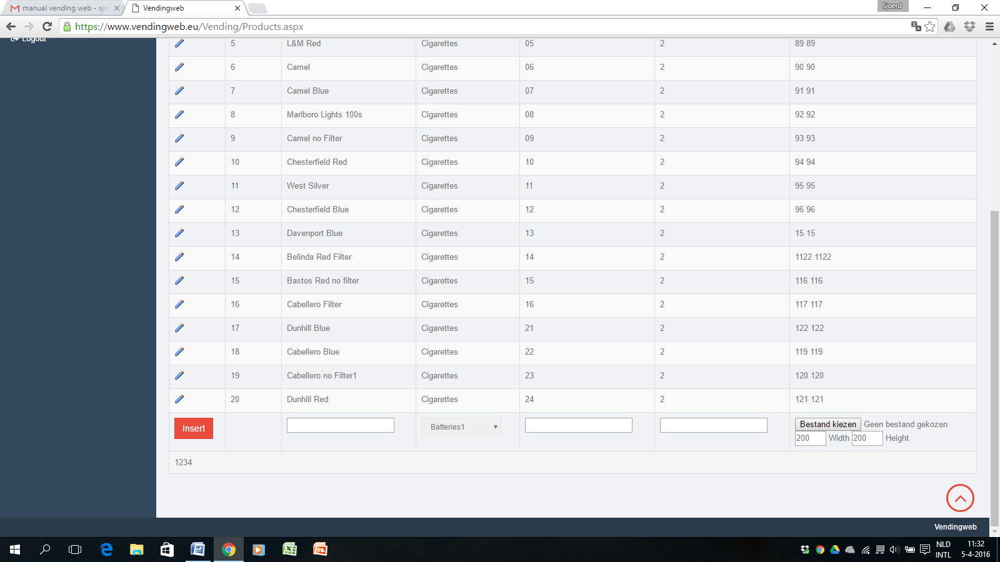 manual vending web - sjw
Vendingweb
Sjoerd
https://www.vendingweb.eu/Vending/Products.aspx
Logout
5 L&M Red Cigarettes 05 2 89 89
6 Camel Cigarettes 06 2 90 90
7 Camel Blue Cigarettes 07 2 91 91
8 Marlboro Lights 100s Cigarettes 08 2 92 92
9 Camel no Filter Cigarettes 09 2 93 93
10 Chesterfield Red Cigarettes 10 2 94 94
11 West Silver Cigarettes 11 2 95 95
12 Chesterfield Blue Cigarettes 12 2 96 96
13 Davenport Blue Cigarettes 13 2 15 15
14 Belinda Red Filter Cigarettes 14 2 1122 1122
15 Bastos Red no filter Cigarettes 15 2 116 116
16 Cabellero Filter Cigarettes 16 2 117 117
17 Dunhill Blue Cigarettes 21 2 122 122
18 Cabellero Blue Cigarettes 22 2 119 119
19 Cabellero no Filter1 Cigarettes 23 2 120 120
20 Dunhill Red Cigarettes 24 2 121 121
Insert Batteries1 Bestand kiezen Geen bestand gekozen
200 Width 200 Height
1234
Vendingweb
NLD 11:32
INTL 5-4-2016